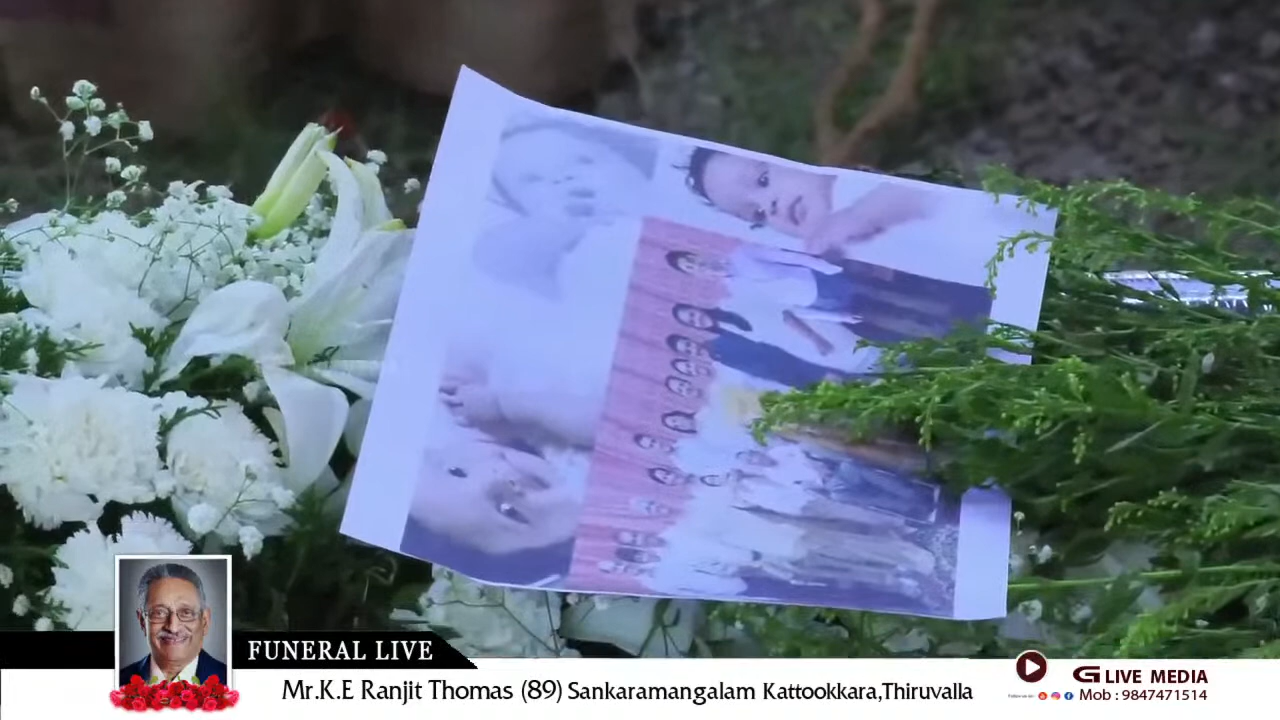 FUNERAL LIVE
Mr.K.E Ranjit Thomas (89) Sankaramangalam Kattookkara,Thiruvalla
G LIVE MEDIA
Mob : 9847471514